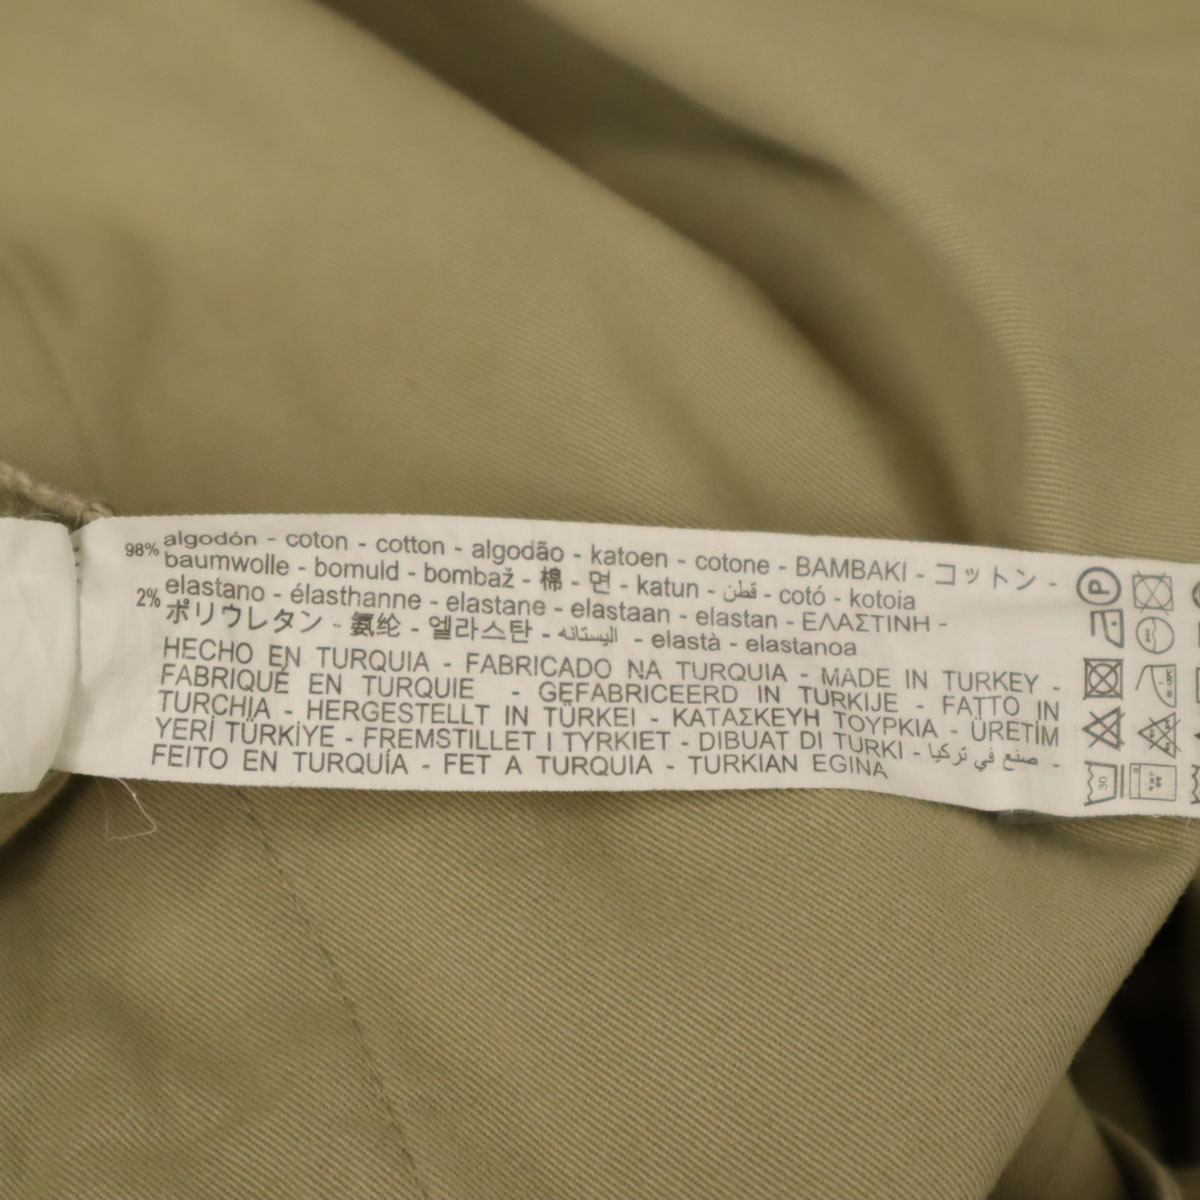 98% algodón - coton - cotton - algodão - katoen - cotone - BAMBAKI - コットン -
baumwolle - bomuld - bombaž - 棉 - 면 - katun - قطن - cotó - kotoia
2% elastano - élasthanne - elastane - elastaan - elastan - ΕΛΑΣΤΙΝΗ -
ポリウレタン - 氨纶 - 엘라스탄 - اليستانه - elastà - elastanoa
HECHO EN TURQUIA - FABRICADO NA TURQUIA - MADE IN TURKEY -
FABRIQUÉ EN TURQUIE - GEFABRICEERD IN TURKIJE - FATTO IN
TURCHIA - HERGESTELLT IN TÜRKEI - ΚΑΤΑΣΚΕΥΗ ΤΟΥΡΚΙΑ - ÜRETİM
YERİ TÜRKİYE - FREMSTILLET I TYRKIET - DIBUAT DI TURKI - صنع في تركيا -
FEITO EN TURQUÍA - FET A TURQUIA - TURKIAN EGINA
P
30